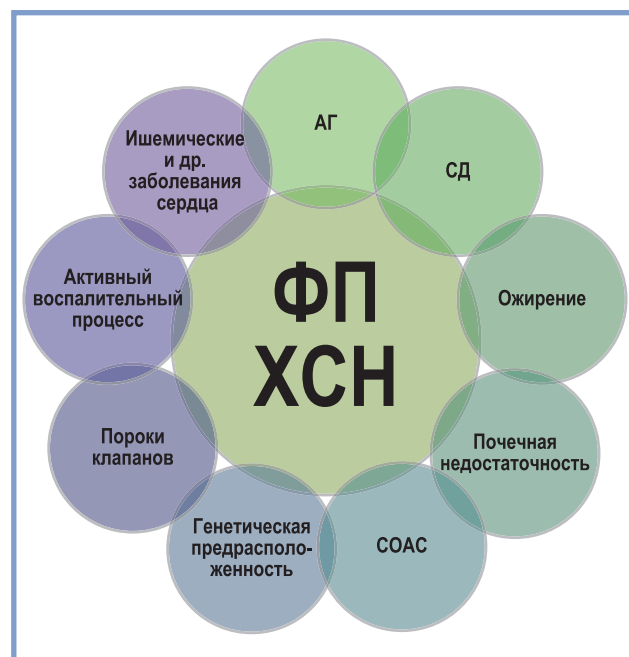 АГ
СД
Ожирение
Почечная
недостаточность
СОАС
Генетическая
предрасполо-
женность
Пороки
клапанов
Активный
воспалительный
процесс
Ишемические
и др.
заболевания
сердца
ФП
ХСН